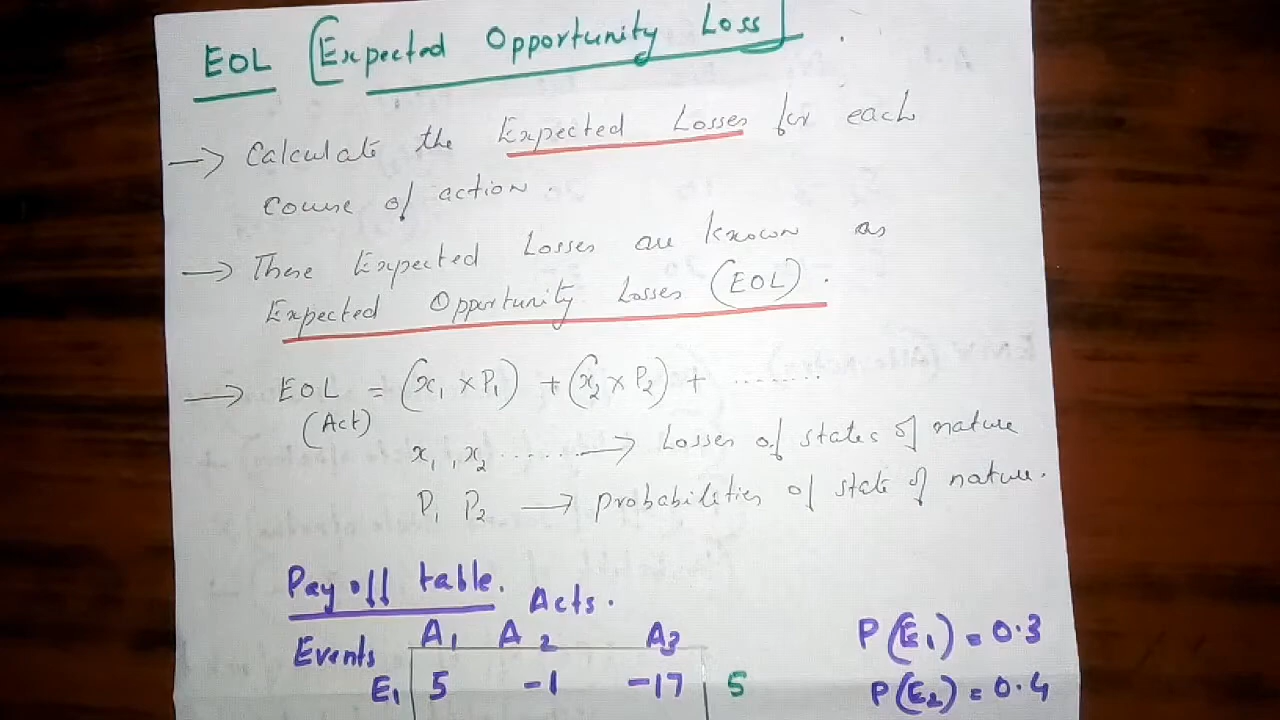 EOL (Expected Opportunity Loss)
→ Calculate the Expected Losses for each
course of action.
→ These Expected Losses are known as
Expected Opportunity Losses (EOL).
→ EOL = (x₁ × P₁) + (x₂ × P₂) + ........
(Act)
x₁, x₂ ........ → Losses of states of nature
P₁ P₂ → probabilities of state of nature.
Pay off table.
Acts.
Events A₁ A₂ A₃
E₁ 5 -1 -17 5
P(E₁) = 0.3
P(E₂) = 0.4